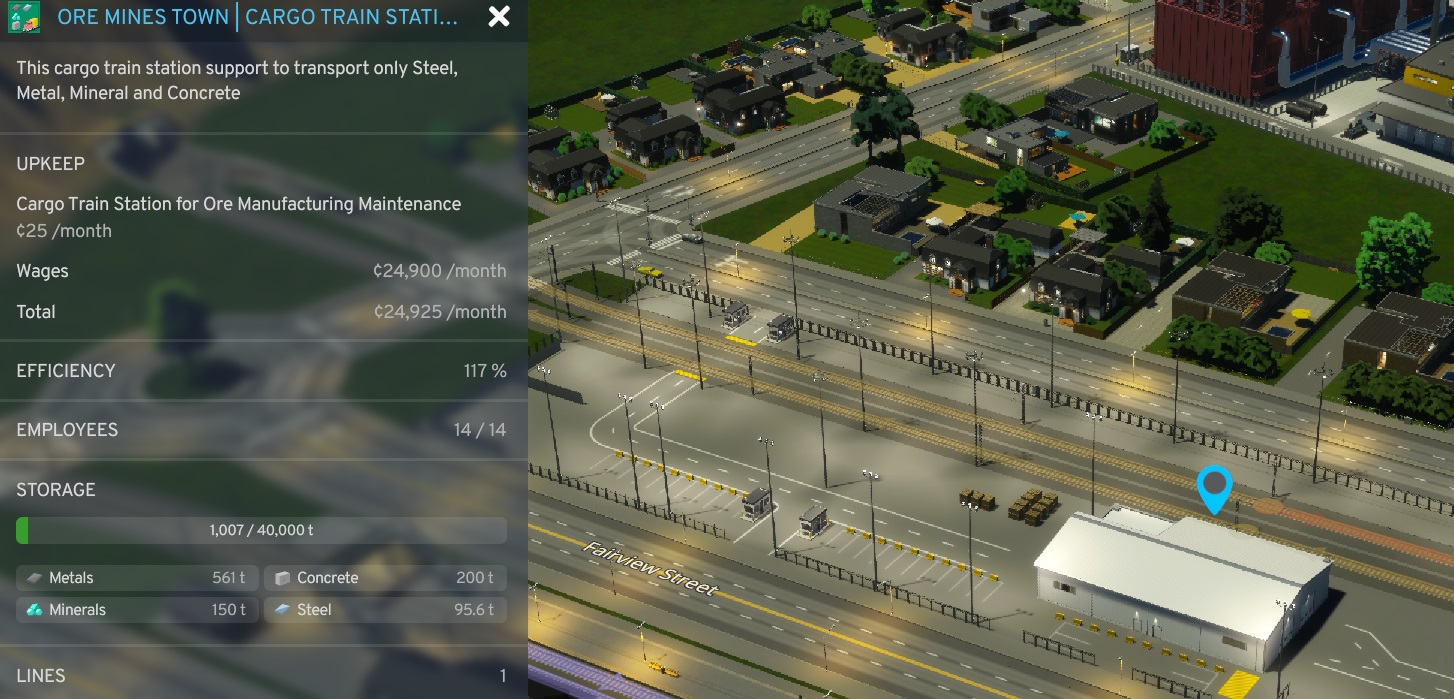 ORE MINES TOWN | CARGO TRAIN STATI...
This cargo train station support to transport only Steel,
Metal, Mineral and Concrete
UPKEEP
Cargo Train Station for Ore Manufacturing Maintenance
¢25 /month
Wages ¢24,900 /month
Total ¢24,925 /month
EFFICIENCY 117 %
EMPLOYEES 14 / 14
STORAGE
1,007 / 40,000 t
Metals 561 t Concrete 200 t
Minerals 150 t Steel 95.6 t
LINES 1
Fairview Street